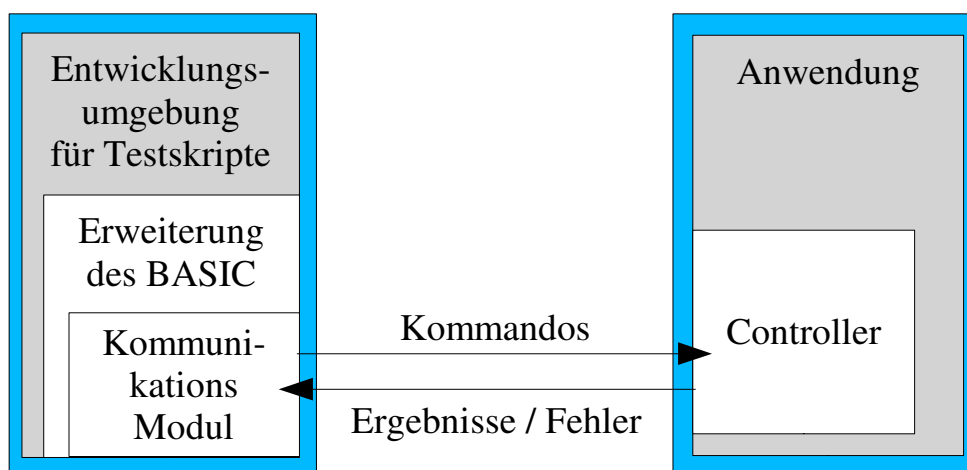 Entwicklungs-
umgebung
für Testskripte
Erweiterung
des BASIC
Kommuni-
kations
Modul
Kommandos
Ergebnisse / Fehler
Anwendung
Controller